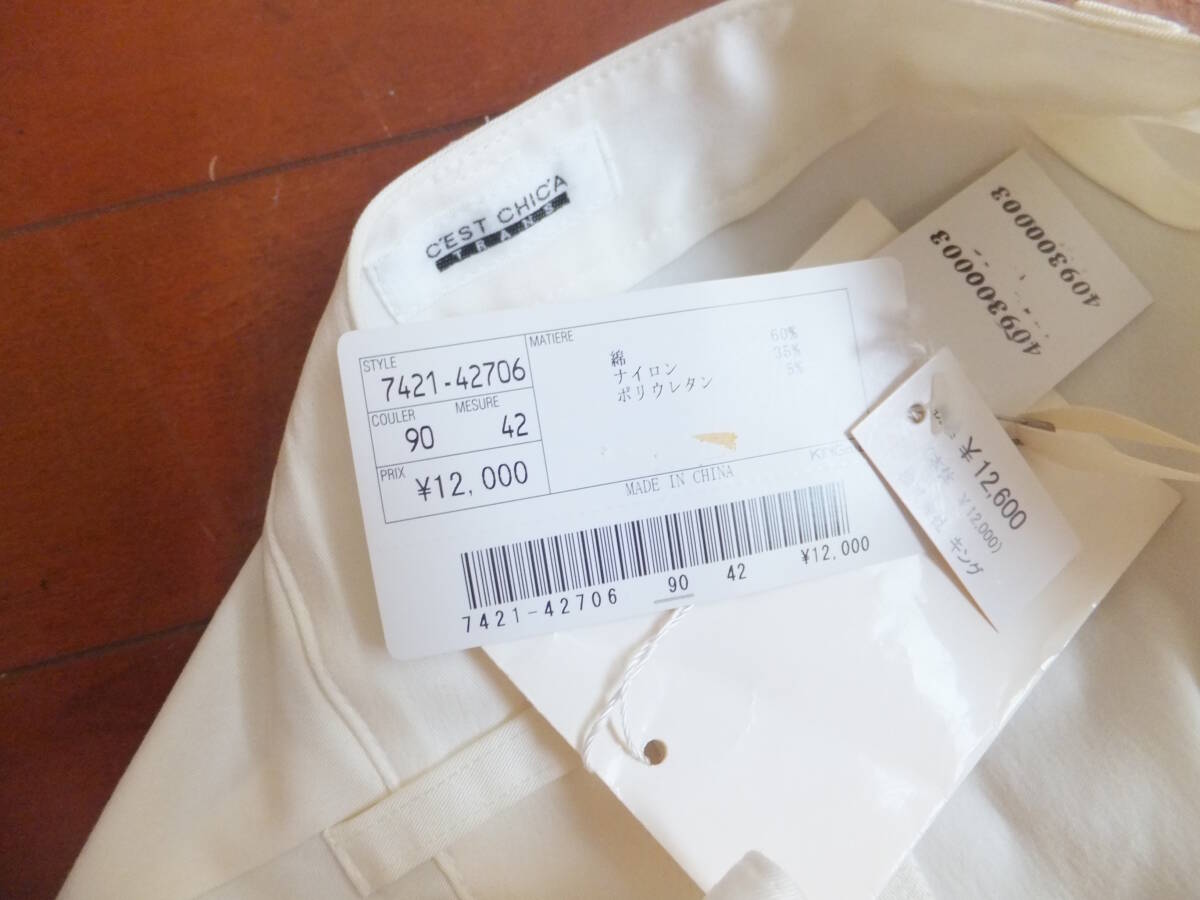 C'EST CHIC'A
TRANS
STYLE
7421-42706
COULER MESURE
90 42
PRIX
¥12,000
MATIERE
綿 60%
ナイロン 35%
ポリウレタン 5%
MADE IN CHINA
7421-42706 90 42 ¥12,000
¥12,600
¥12,000)
キング
4093000003
4093000003